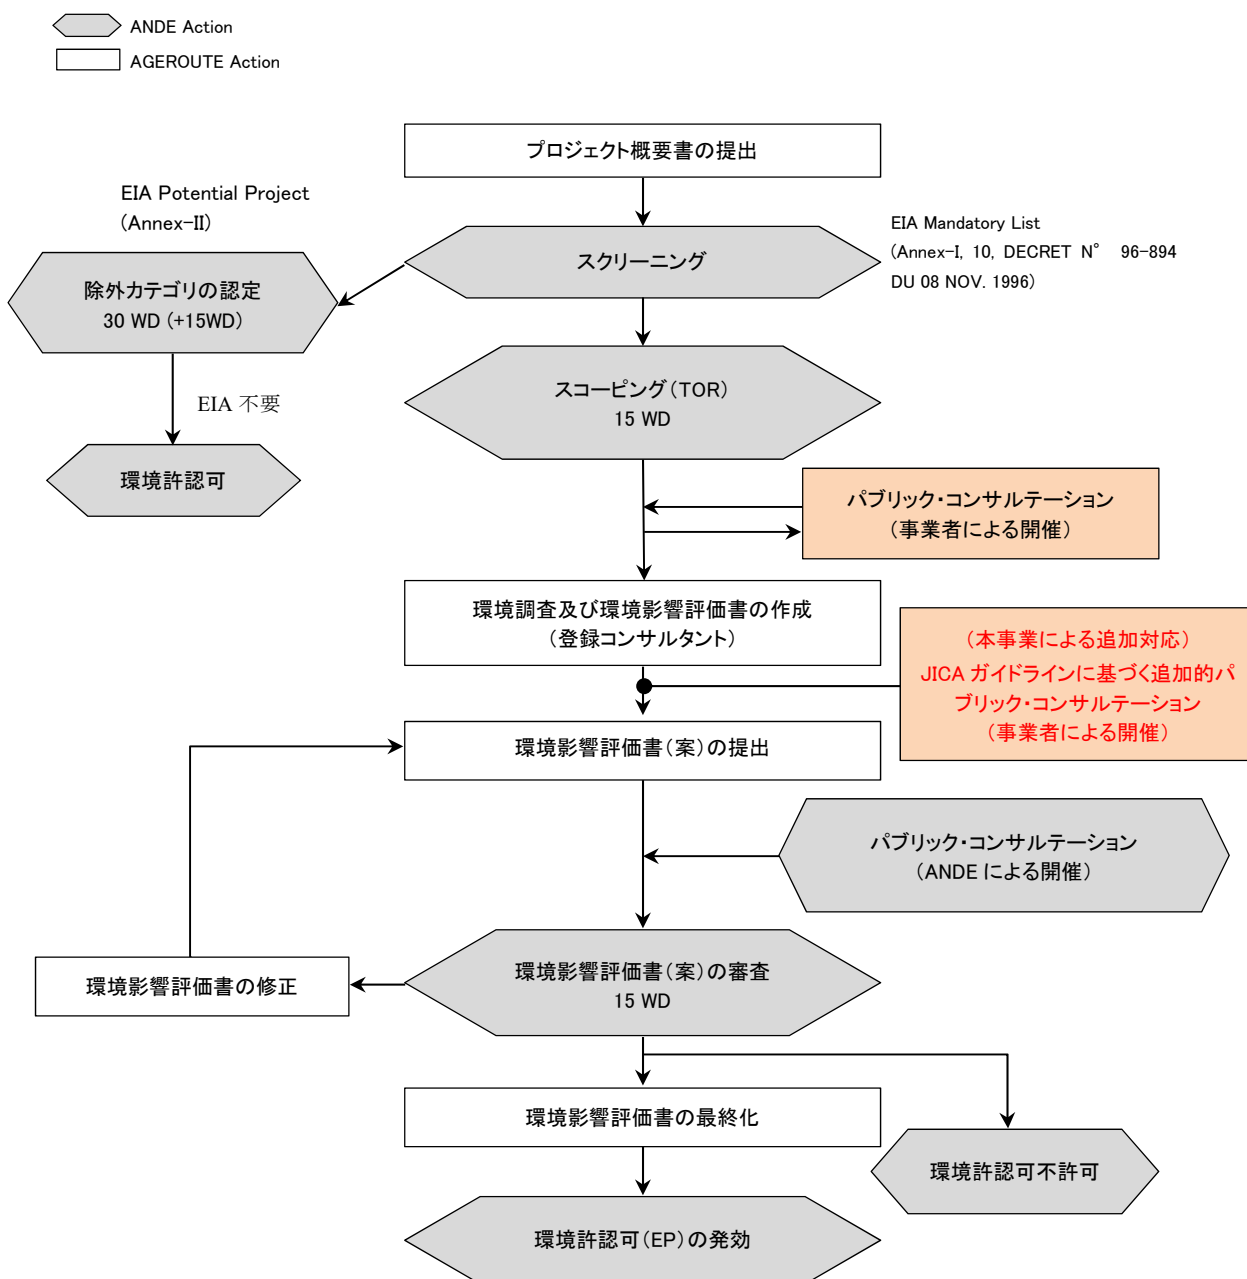 ANDE Action
AGEROUTE Action
プロジェクト概要書の提出
EIA Potential Project
(Annex-II)
EIA Mandatory List
(Annex-I, 10, DECRET N° 96-894
DU 08 NOV. 1996)
スクリーニング
除外カテゴリの認定
30 WD (+15WD)
スコーピング(TOR)
15 WD
EIA 不要
環境許認可
パブリック・コンサルテーション
(事業者による開催)
環境調査及び環境影響評価書の作成
(登録コンサルタント)
(本事業による追加対応)
JICA ガイドラインに基づく追加的パ
ブリック・コンサルテーション
(事業者による開催)
環境影響評価書(案)の提出
パブリック・コンサルテーション
(ANDE による開催)
環境影響評価書(案)の審査
15 WD
環境影響評価書の修正
環境影響評価書の最終化
環境許認可不許可
環境許認可(EP)の発効